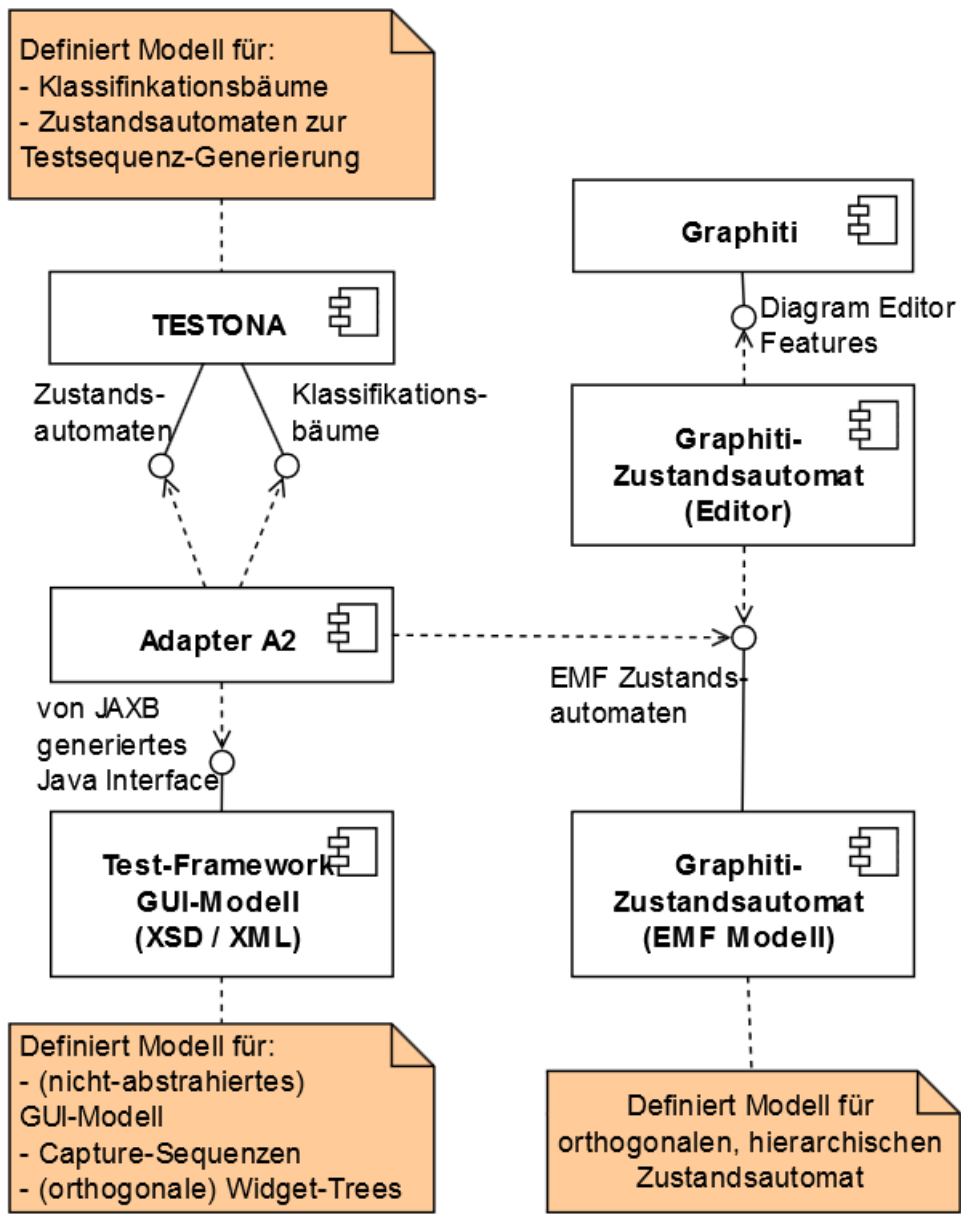 Definiert Modell für:
- Klassifinkationsbäume
- Zustandsautomaten zur
Testsequenz-Generierung
TESTONA
Zustands-
automaten
Klassifikations-
bäume
Adapter A2
von JAXB
generiertes
Java Interface
Test-Framework
GUI-Modell
(XSD / XML)
Definiert Modell für:
- (nicht-abstrahiertes)
GUI-Modell
- Capture-Sequenzen
- (orthogonale) Widget-Trees
Graphiti
Diagram Editor
Features
Graphiti-
Zustandsautomat
(Editor)
EMF Zustands-
automaten
Graphiti-
Zustandsautomat
(EMF Modell)
Definiert Modell für
orthogonalen, hierarchischen
Zustandsautomat